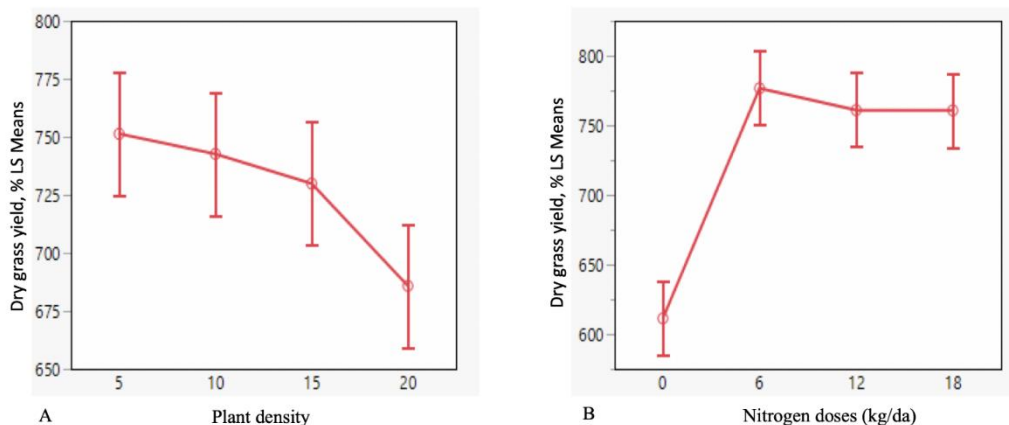 800
775
750
725
700
675
650
Dry grass yield, % LS Means
5 10 15 20
A Plant density
800
750
700
650
600
Dry grass yield, % LS Means
0 6 12 18
B Nitrogen doses (kg/da)